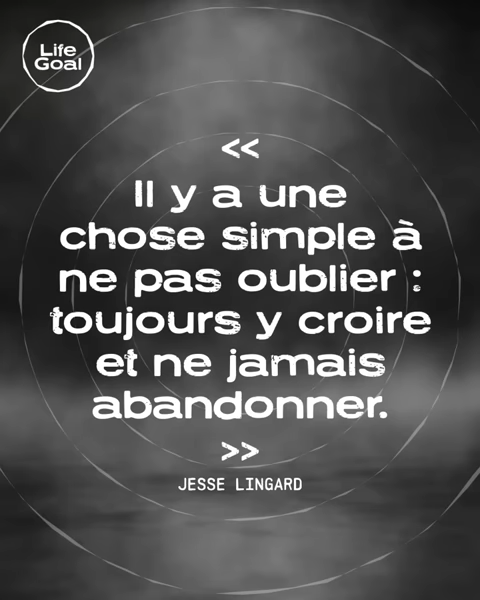 Life
Goal
<<
Il y a une
chose simple à
ne pas oublier :
toujours y croire
et ne jamais
abandonner.
>>
JESSE LINGARD